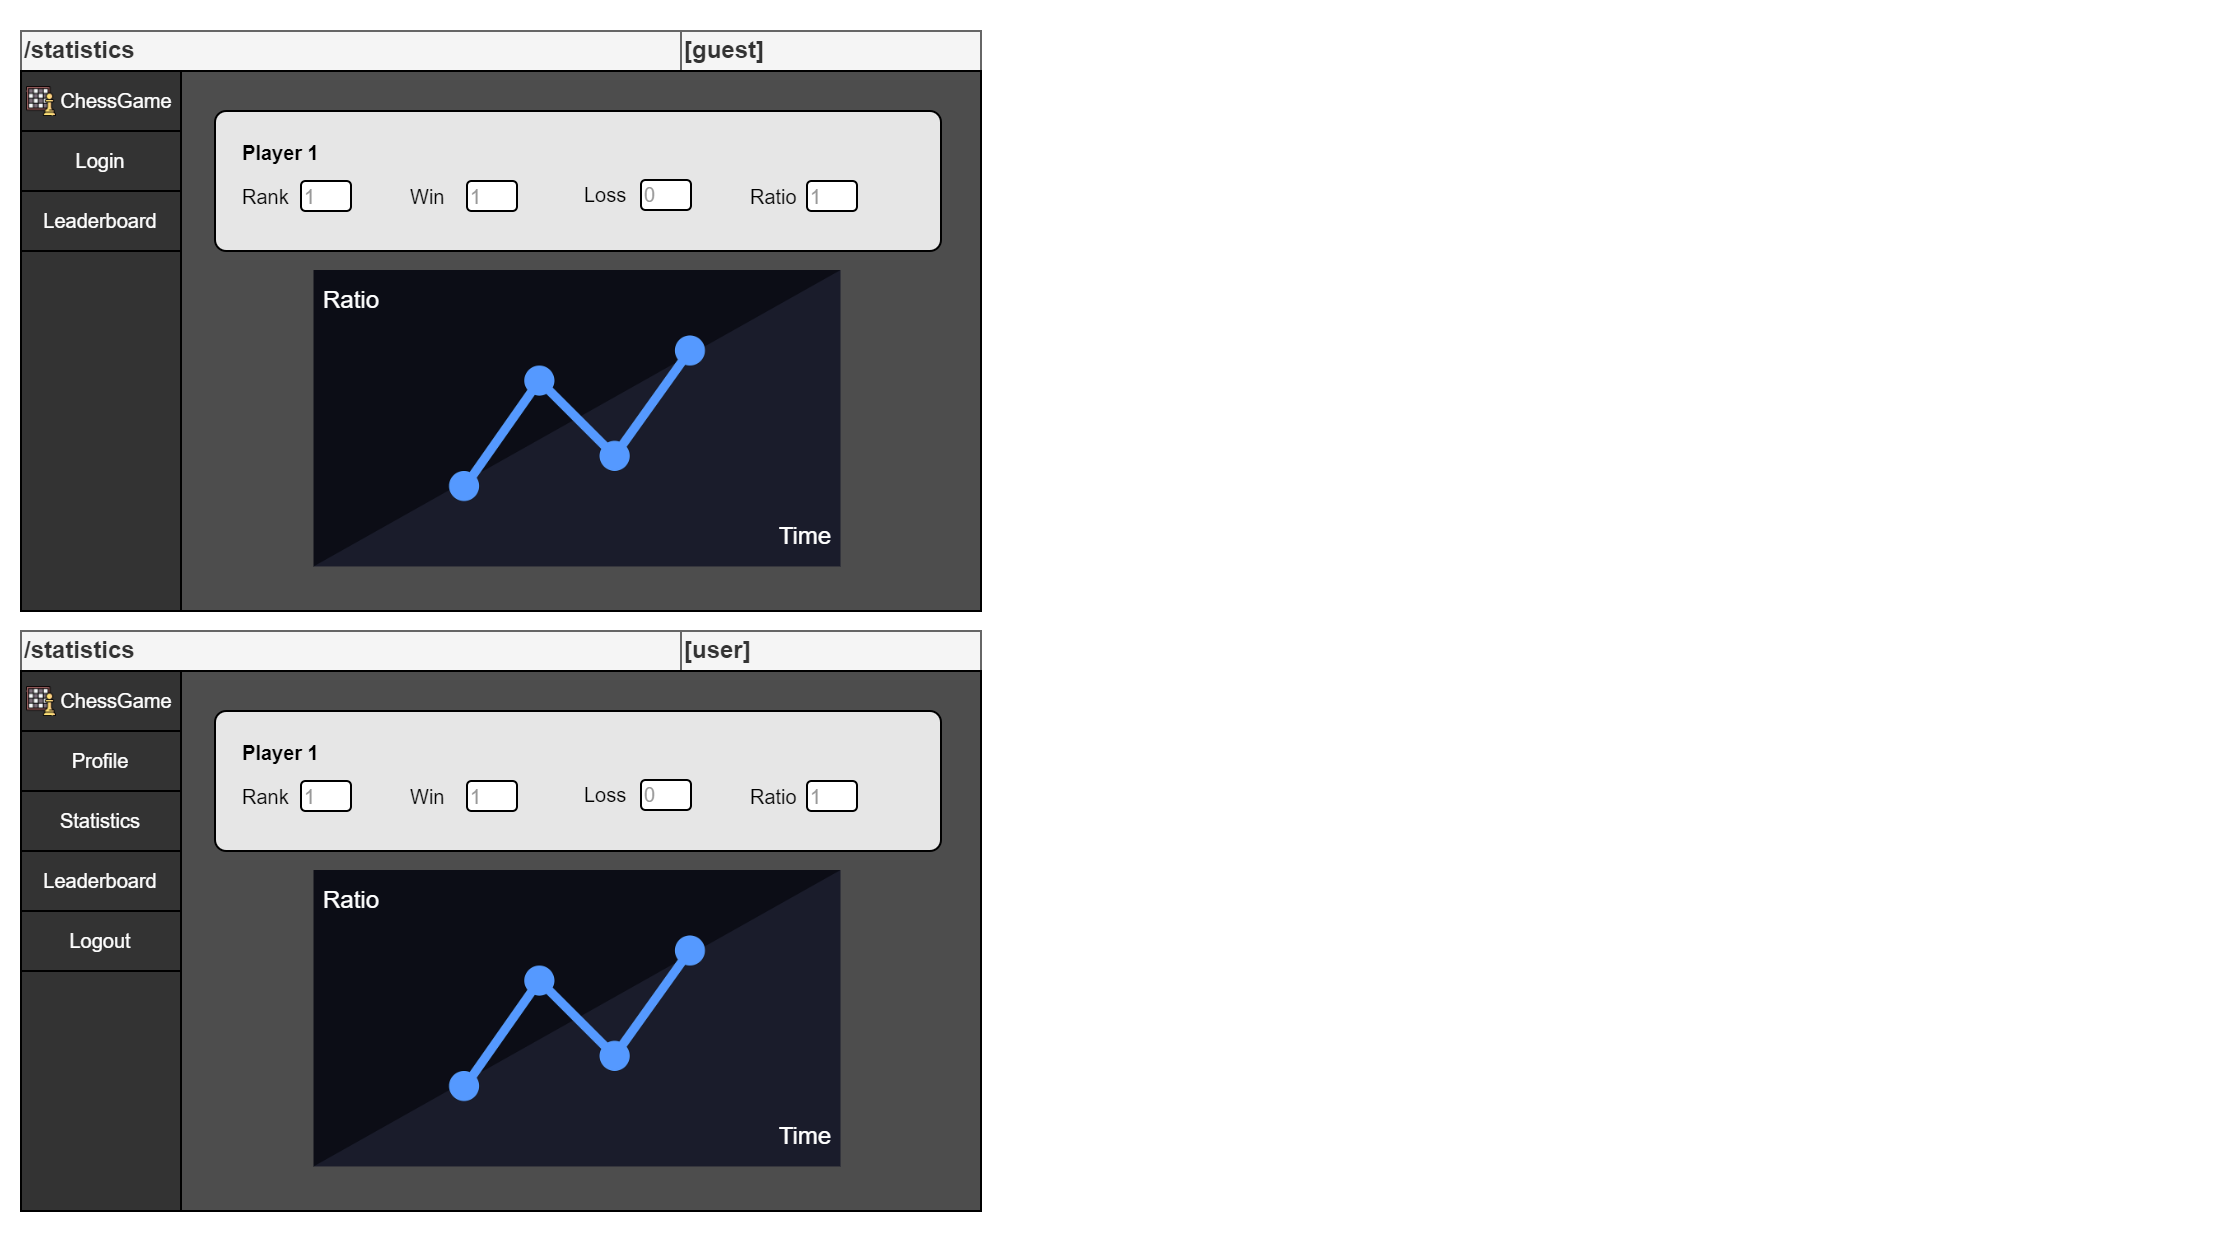 /statistics [guest]
ChessGame
Login
Leaderboard
Player 1
Rank 1 Win 1 Loss 0 Ratio 1
Ratio
Time
/statistics [user]
ChessGame
Profile
Statistics
Leaderboard
Logout
Player 1
Rank 1 Win 1 Loss 0 Ratio 1
Ratio
Time